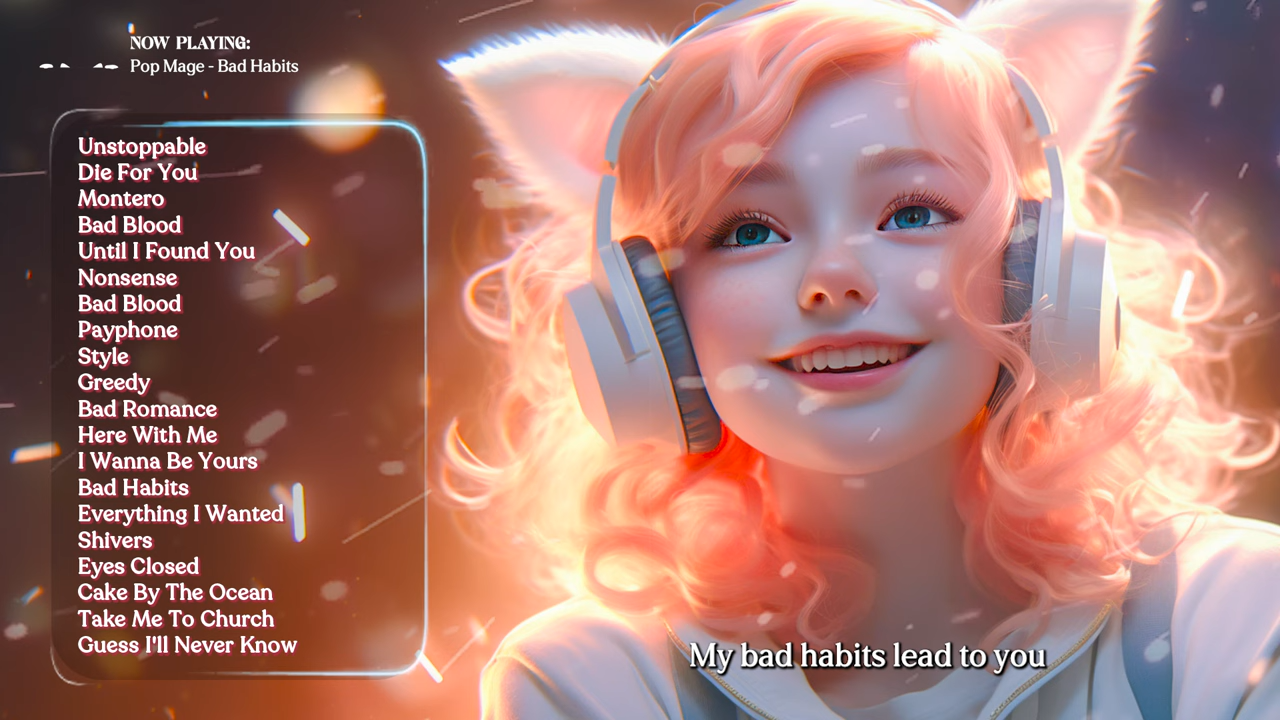 NOW PLAYING:
Pop Mage - Bad Habits
Unstoppable
Die For You
Montero
Bad Blood
Until I Found You
Nonsense
Bad Blood
Payphone
Style
Greedy
Bad Romance
Here With Me
I Wanna Be Yours
Bad Habits
Everything I Wanted
Shivers
Eyes Closed
Cake By The Ocean
Take Me To Church
Guess I'll Never Know
My bad habits lead to you